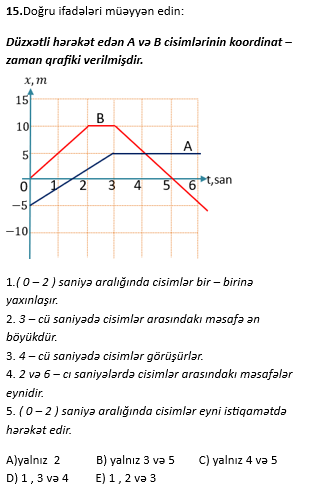 15.Doğru ifadələri müəyyən edin:
Düzxətli hərəkət edən A və B cisimlərinin koordinat –
zaman qrafiki verilmişdir.
x, m
15
10
B
5
A
0
1
2
3
4
5
6
t,san
−5
−10
1.( 0 – 2 ) saniyə aralığında cisimlər bir – birinə
yaxınlaşır.
2. 3 – cü saniyədə cisimlər arasındakı məsafə ən
böyükdür.
3. 4 – cü saniyədə cisimlər görüşürlər.
4. 2 və 6 – cı saniyələrdə cisimlər arasındakı məsafələr
eynidir.
5. ( 0 – 2 ) saniyə aralığında cisimlər eyni istiqamətdə
hərəkət edir.
A)yalnız 2 B) yalnız 3 və 5 C) yalnız 4 və 5
D) 1 , 3 və 4 E) 1 , 2 və 3